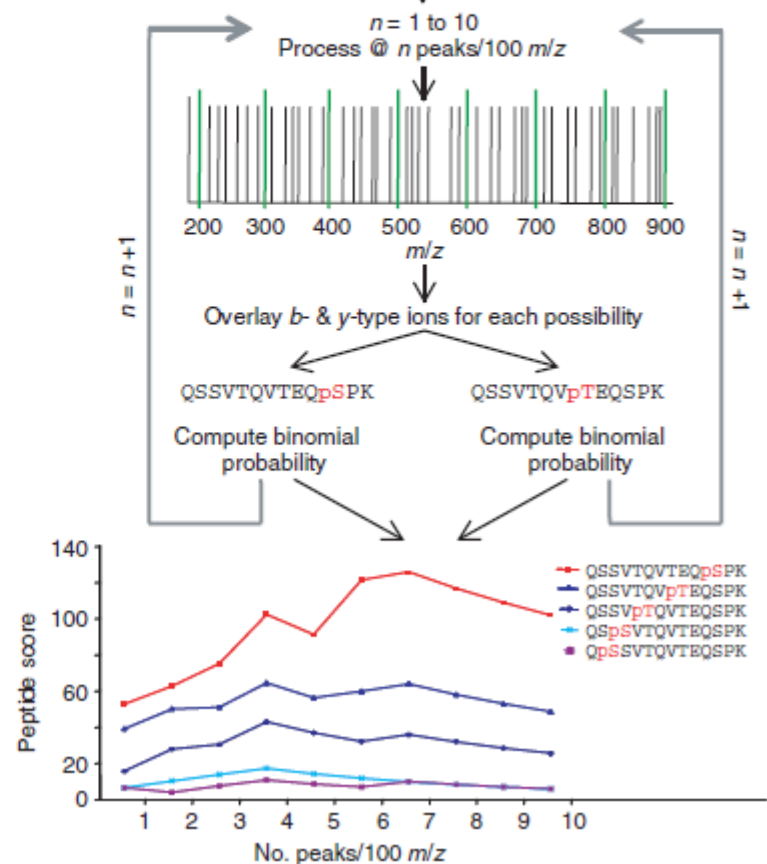 n = 1 to 10
Process @ n peaks/100 m/z
200 300 400 500 600 700 800 900
m/z
n = n+1
n = n +1
Overlay b- & y-type ions for each possibility
QSSVTQVTEQpSPK
QSSVTQVpTEQSPK
Compute binomial
probability
Compute binomial
probability
140
100
60
20
0
Peptide score
QSSVTQVTEQpSPK
QSSVTQVpTEQSPK
QSSVpTQVTEQSPK
QSpSVTQVTEQSPK
QpSSVTQVTEQSPK
1 2 3 4 5 6 7 8 9 10
No. peaks/100 m/z